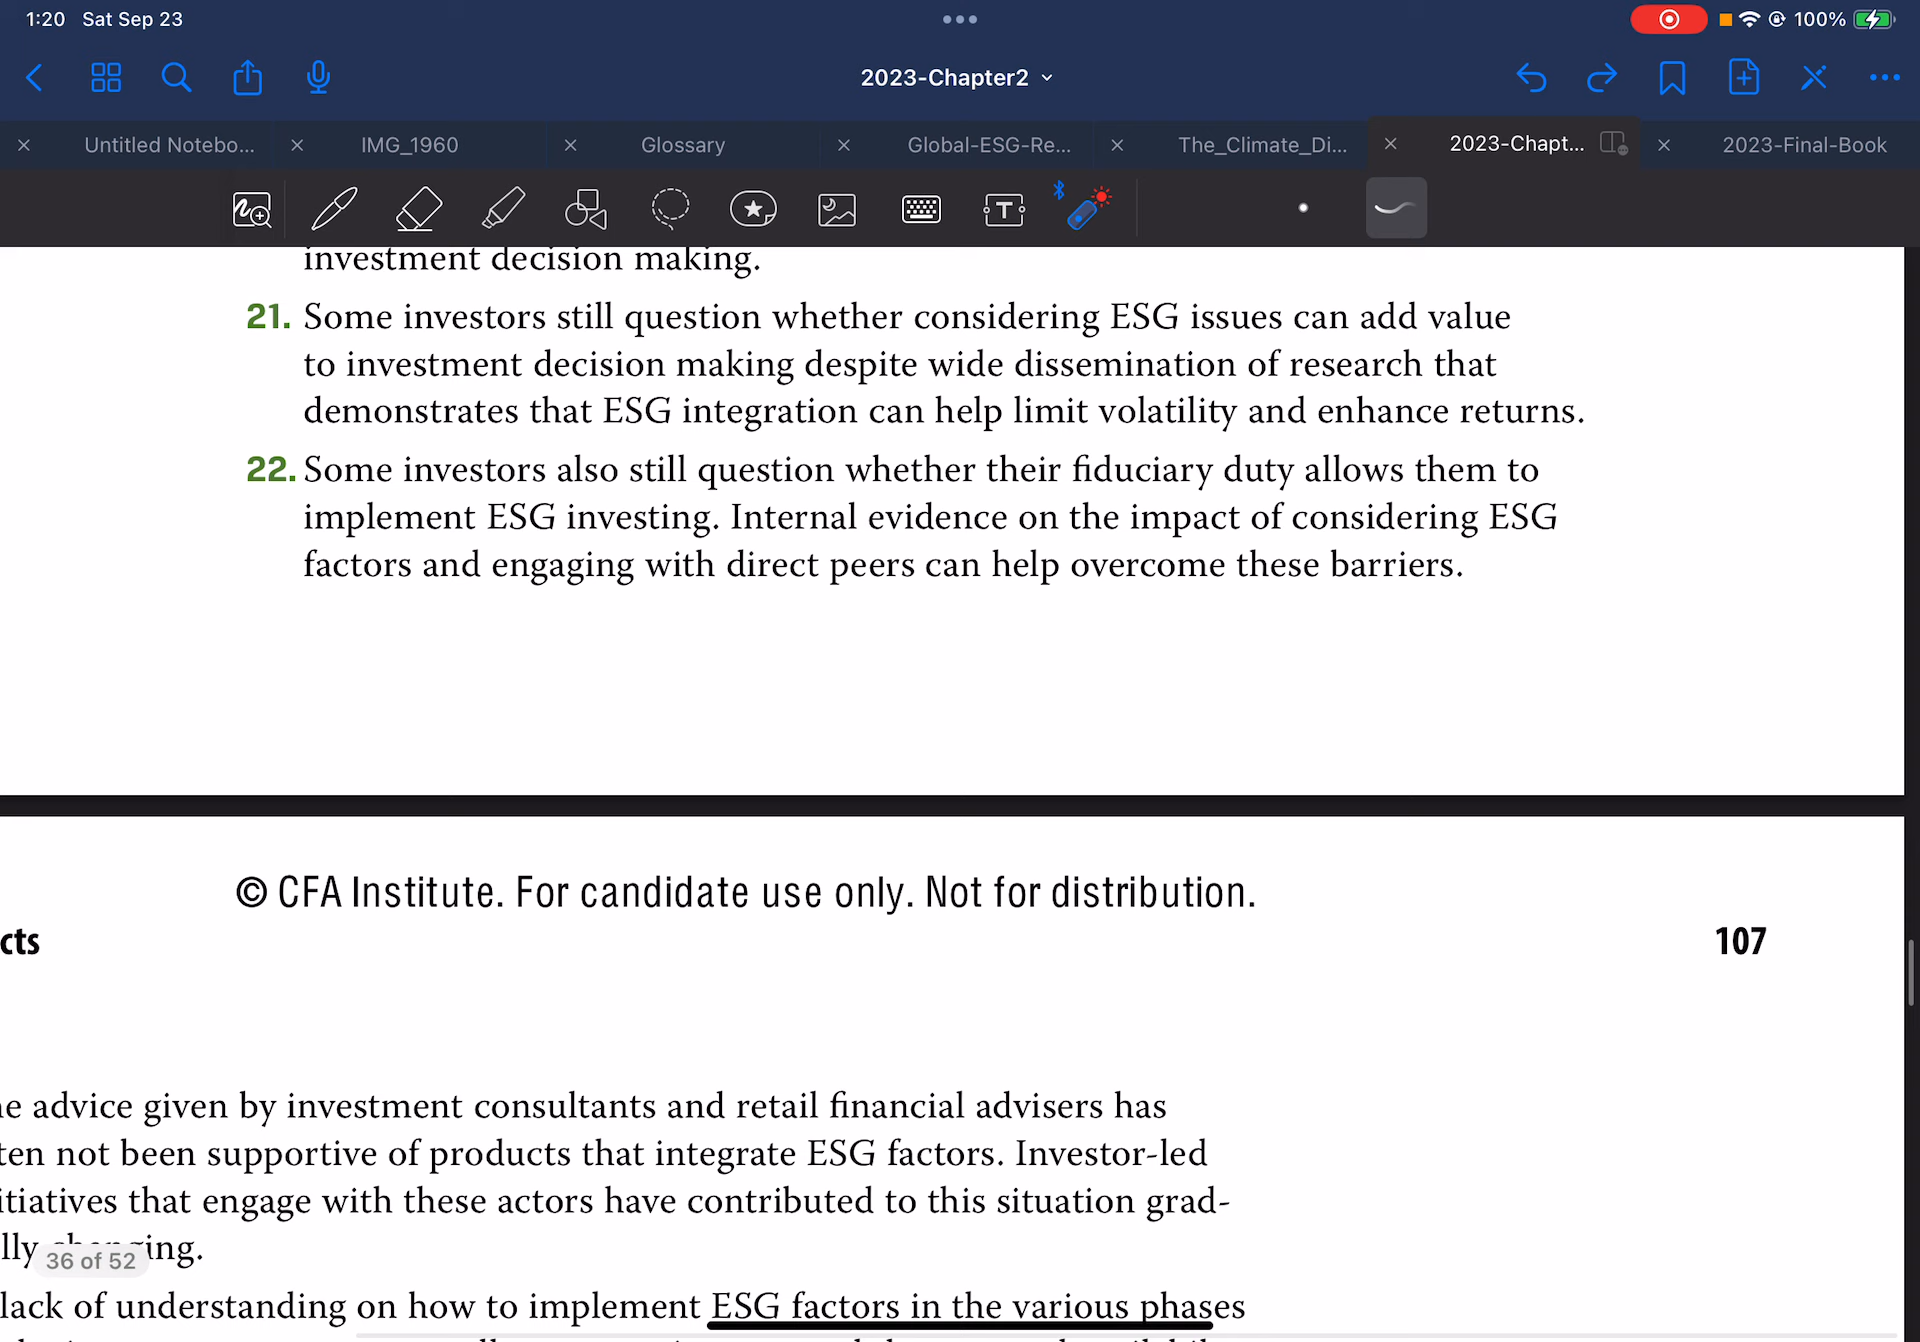 1:20 Sat Sep 23
100%
2023-Chapter2
Untitled Notebo...
IMG_1960
Glossary
Global-ESG-Re...
The_Climate_Di...
2023-Chapt...
2023-Final-Book
investment decision making.
21. Some investors still question whether considering ESG issues can add value
to investment decision making despite wide dissemination of research that
demonstrates that ESG integration can help limit volatility and enhance returns.
22. Some investors also still question whether their fiduciary duty allows them to
implement ESG investing. Internal evidence on the impact of considering ESG
factors and engaging with direct peers can help overcome these barriers.
© CFA Institute. For candidate use only. Not for distribution.
cts
107
advice given by investment consultants and retail financial advisers has
ten not been supportive of products that integrate ESG factors. Investor-led
itiatives that engage with these actors have contributed to this situation grad-
lly changing.
36 of 52
lack of understanding on how to implement ESG factors in the various phases